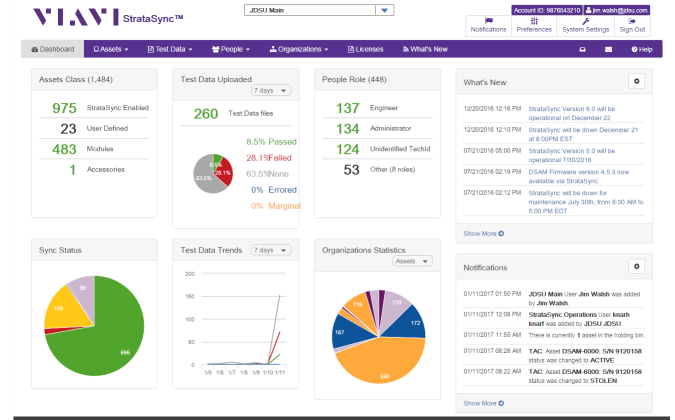 VIAVI StrataSync™
JDSU Main
Account ID: 9876543210 jim.walsh@jdsu.com
Notifications Preferences System Settings Sign Out
Dashboard Assets Test Data People Organizations Licenses What's New Help
Assets Class (1,484)
975 StrataSync Enabled
23 User Defined
483 Modules
1 Accessories
Test Data Uploaded
7 days
260 Test Data files
8.5% Passed
28.1% Failed
63.5% None
0% Errored
0% Marginal
8.5%
28.1%
63.5%
People Role (448)
137 Engineer
134 Administrator
124 Unidentified TechId
53 Other (8 roles)
What's New
12/20/2016 12:16 PM StrataSync Version 6.0 will be
operational on December 22
12/20/2016 12:10 PM StrataSync will be down December 21
at 8:00PM EST
07/21/2016 05:00 PM StrataSync Version 5.0 will be
operational 7/30/2016
07/21/2016 02:19 PM DSAM Firmware version 4.5.3 now
available via StrataSync
07/21/2016 02:12 PM StrataSync will be down for
maintenance July 30th, from 8:00 AM to
5:00 PM EDT
Show More
Sync Status
158
696
Test Data Trends
7 days
200
150
100
50
0
1/5 1/6 1/7 1/8 1/9 1/10 1/11
Organizations Statistics
Assets
119
139
172
167
590
Notifications
01/11/2017 01:50 PM JDSU Main User Jim Walsh was added
by Jim Walsh.
01/11/2017 12:08 PM StrataSync Operations User knarh
knarf was added by JDSU JDSU.
01/11/2017 11:55 AM There is currently 1 asset in the holding bin.
01/11/2017 08:28 AM TAC: Asset DSAM-6000: S/N 9120158
status was changed to ACTIVE
01/11/2017 08:22 AM TAC: Asset DSAM-6000: S/N 9120158
status was changed to STOLEN
Show More